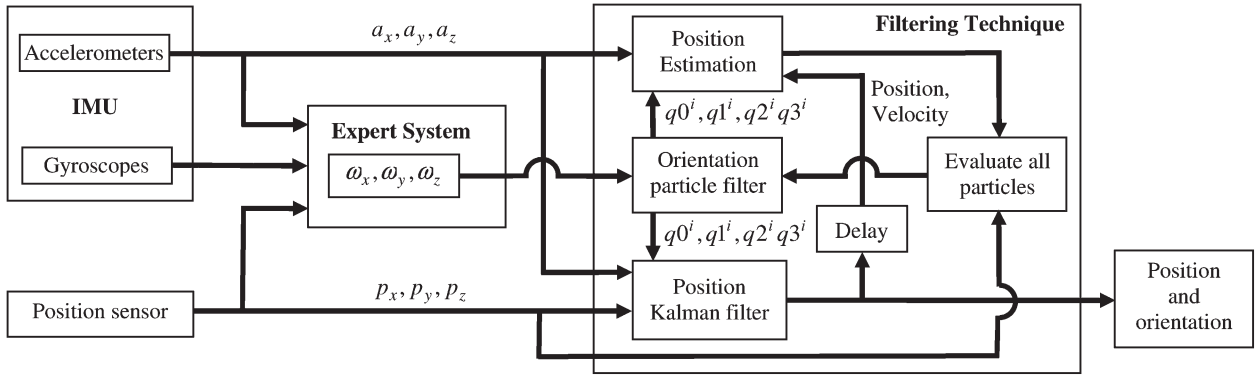 Accelerometers
IMU
Gyroscopes
Position sensor
a_x, a_y, a_z
Expert System
ω_x, ω_y, ω_z
p_x, p_y, p_z
Filtering Technique
Position
Estimation
q0^i, q1^i, q2^i q3^i
Orientation
particle filter
q0^i, q1^i, q2^i q3^i
Position
Kalman filter
Position,
Velocity
Delay
Evaluate all
particles
Position
and
orientation